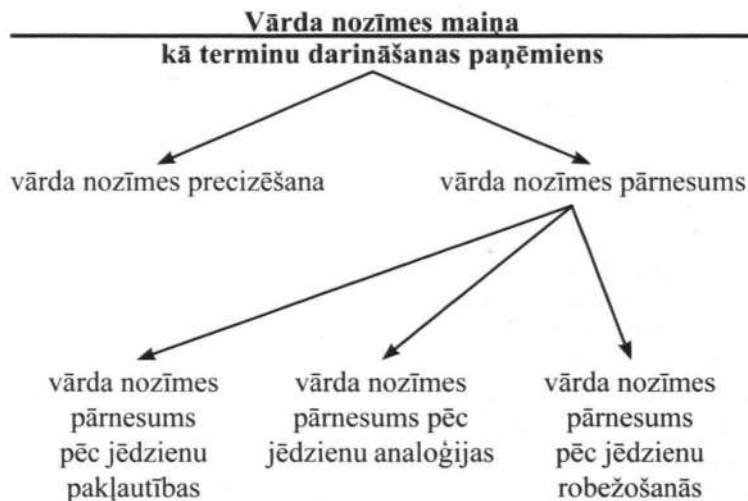 Vārda nozīmes maiņa
kā terminu darināšanas paņēmiens
vārda nozīmes precizēšana
vārda nozīmes pārnesums
vārda nozīmes
pārnesums
pēc jēdzienu
pakļautības
vārda nozīmes
pārnesums pēc
jēdzienu analoģijas
vārda nozīmes
pārnesums
pēc jēdzienu
robežošanās